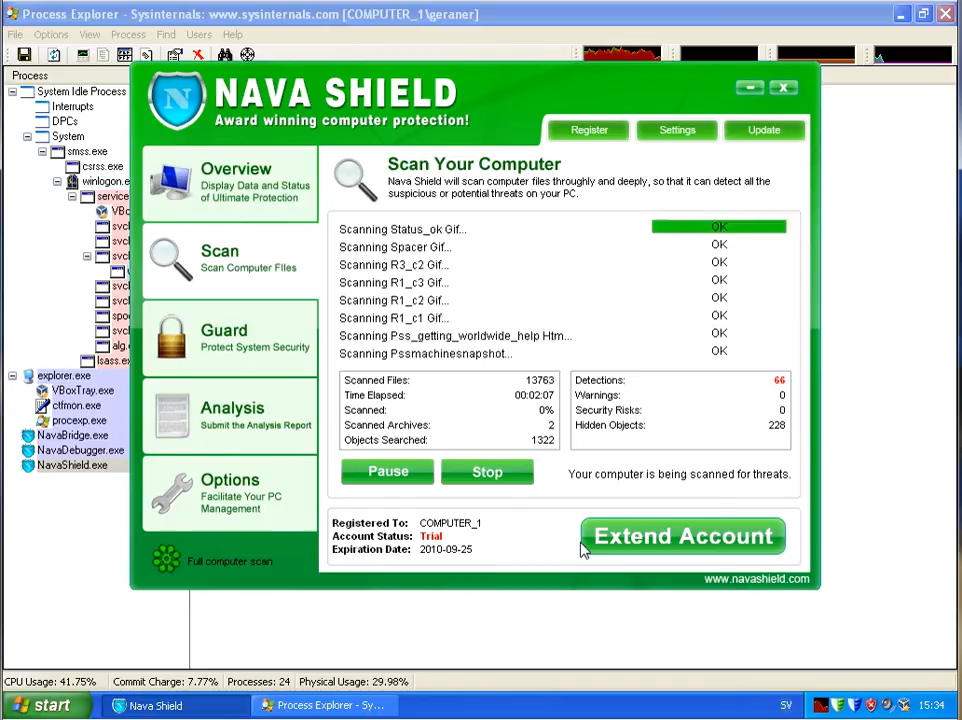 Process Explorer - Sysinternals: www.sysinternals.com [COMPUTER_1\geraner]
File Options View Process Find Users Help
Process
System Idle Process
Interrupts
DPCs
System
smss.exe
csrss.exe
winlogon.e
service
VBo
svcl
svcl
svcl
svcl
svcl
spoo
svcl
alg.
lsass.ex
explorer.exe
VBoxTray.exe
ctfmon.exe
procexp.exe
NavaBridge.exe
NavaDebugger.exe
NavaShield.exe
NAVA SHIELD
Award winning computer protection!
Register Settings Update
Overview
Display Data and Status
of Ultimate Protection
Scan
Scan Computer Files
Guard
Protect System Security
Analysis
Submit the Analysis Report
Options
Facilitate Your PC
Management
Full computer scan
Scan Your Computer
Nava Shield will scan computer files throughly and deeply, so that it can detect all the
suspicious or potential threats on your PC.
Scanning Status_ok Gif... OK
Scanning Spacer Gif... OK
Scanning R3_c2 Gif... OK
Scanning R1_c3 Gif... OK
Scanning R1_c2 Gif... OK
Scanning R1_c1 Gif... OK
Scanning Pss_getting_worldwide_help Htm... OK
Scanning Pssmachinesnapshot... OK
Scanned Files: 13763
Time Elapsed: 00:02:07
Scanned: 0%
Scanned Archives: 2
Objects Searched: 1322
Detections: 66
Warnings: 0
Security Risks: 0
Hidden Objects: 228
Pause Stop Your computer is being scanned for threats.
Registered To: COMPUTER_1
Account Status: Trial
Expiration Date: 2010-09-25
Extend Account
www.navashield.com
CPU Usage: 41.75% Commit Charge: 7.77% Processes: 24 Physical Usage: 29.98%
start Nava Shield Process Explorer - Sy... SV 15:34